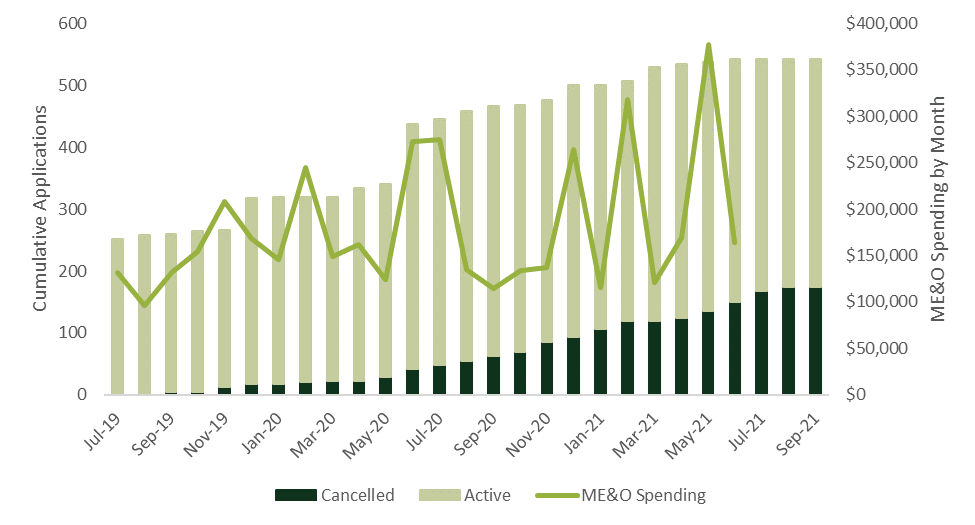 600
500
400
300
200
100
0
Cumulative Applications
$400,000
$350,000
$300,000
$250,000
$200,000
$150,000
$100,000
$50,000
$0
ME&O Spending by Month
Jul-19
Sep-19
Nov-19
Jan-20
Mar-20
May-20
Jul-20
Sep-20
Nov-20
Jan-21
Mar-21
May-21
Jul-21
Sep-21
Cancelled Active ME&O Spending